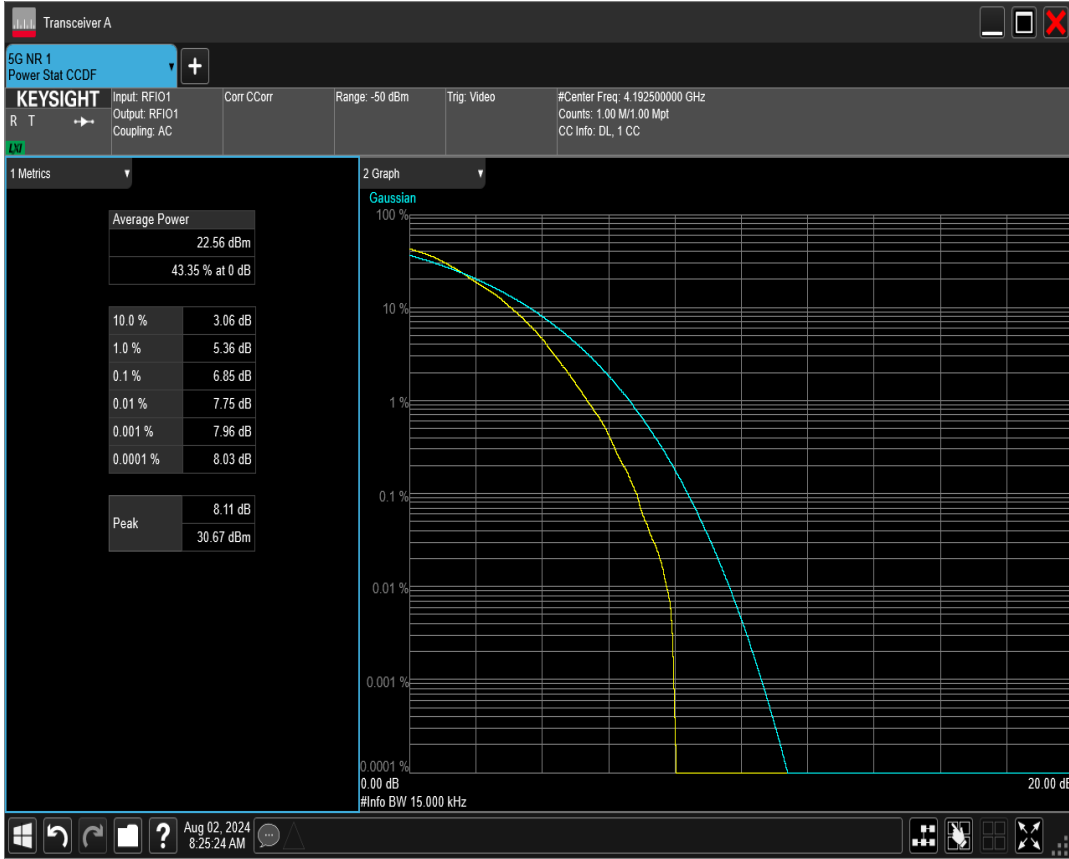 Transceiver A
5G NR 1
Power Stat CCDF
+
KEYSIGHT
R T
LXI
Input: RFIO1
Output: RFIO1
Coupling: AC
Corr CCorr
Range: -50 dBm
Trig: Video
#Center Freq: 4.192500000 GHz
Counts: 1.00 M/1.00 Mpt
CC Info: DL, 1 CC
1 Metrics
Average Power
22.56 dBm
43.35 % at 0 dB
10.0 % 3.06 dB
1.0 % 5.36 dB
0.1 % 6.85 dB
0.01 % 7.75 dB
0.001 % 7.96 dB
0.0001 % 8.03 dB
Peak
8.11 dB
30.67 dBm
2 Graph
Gaussian
100 %
10 %
1 %
0.1 %
0.01 %
0.001 %
0.0001 %
0.00 dB
20.00 dB
#Info BW 15.000 kHz
?
Aug 02, 2024
8:25:24 AM